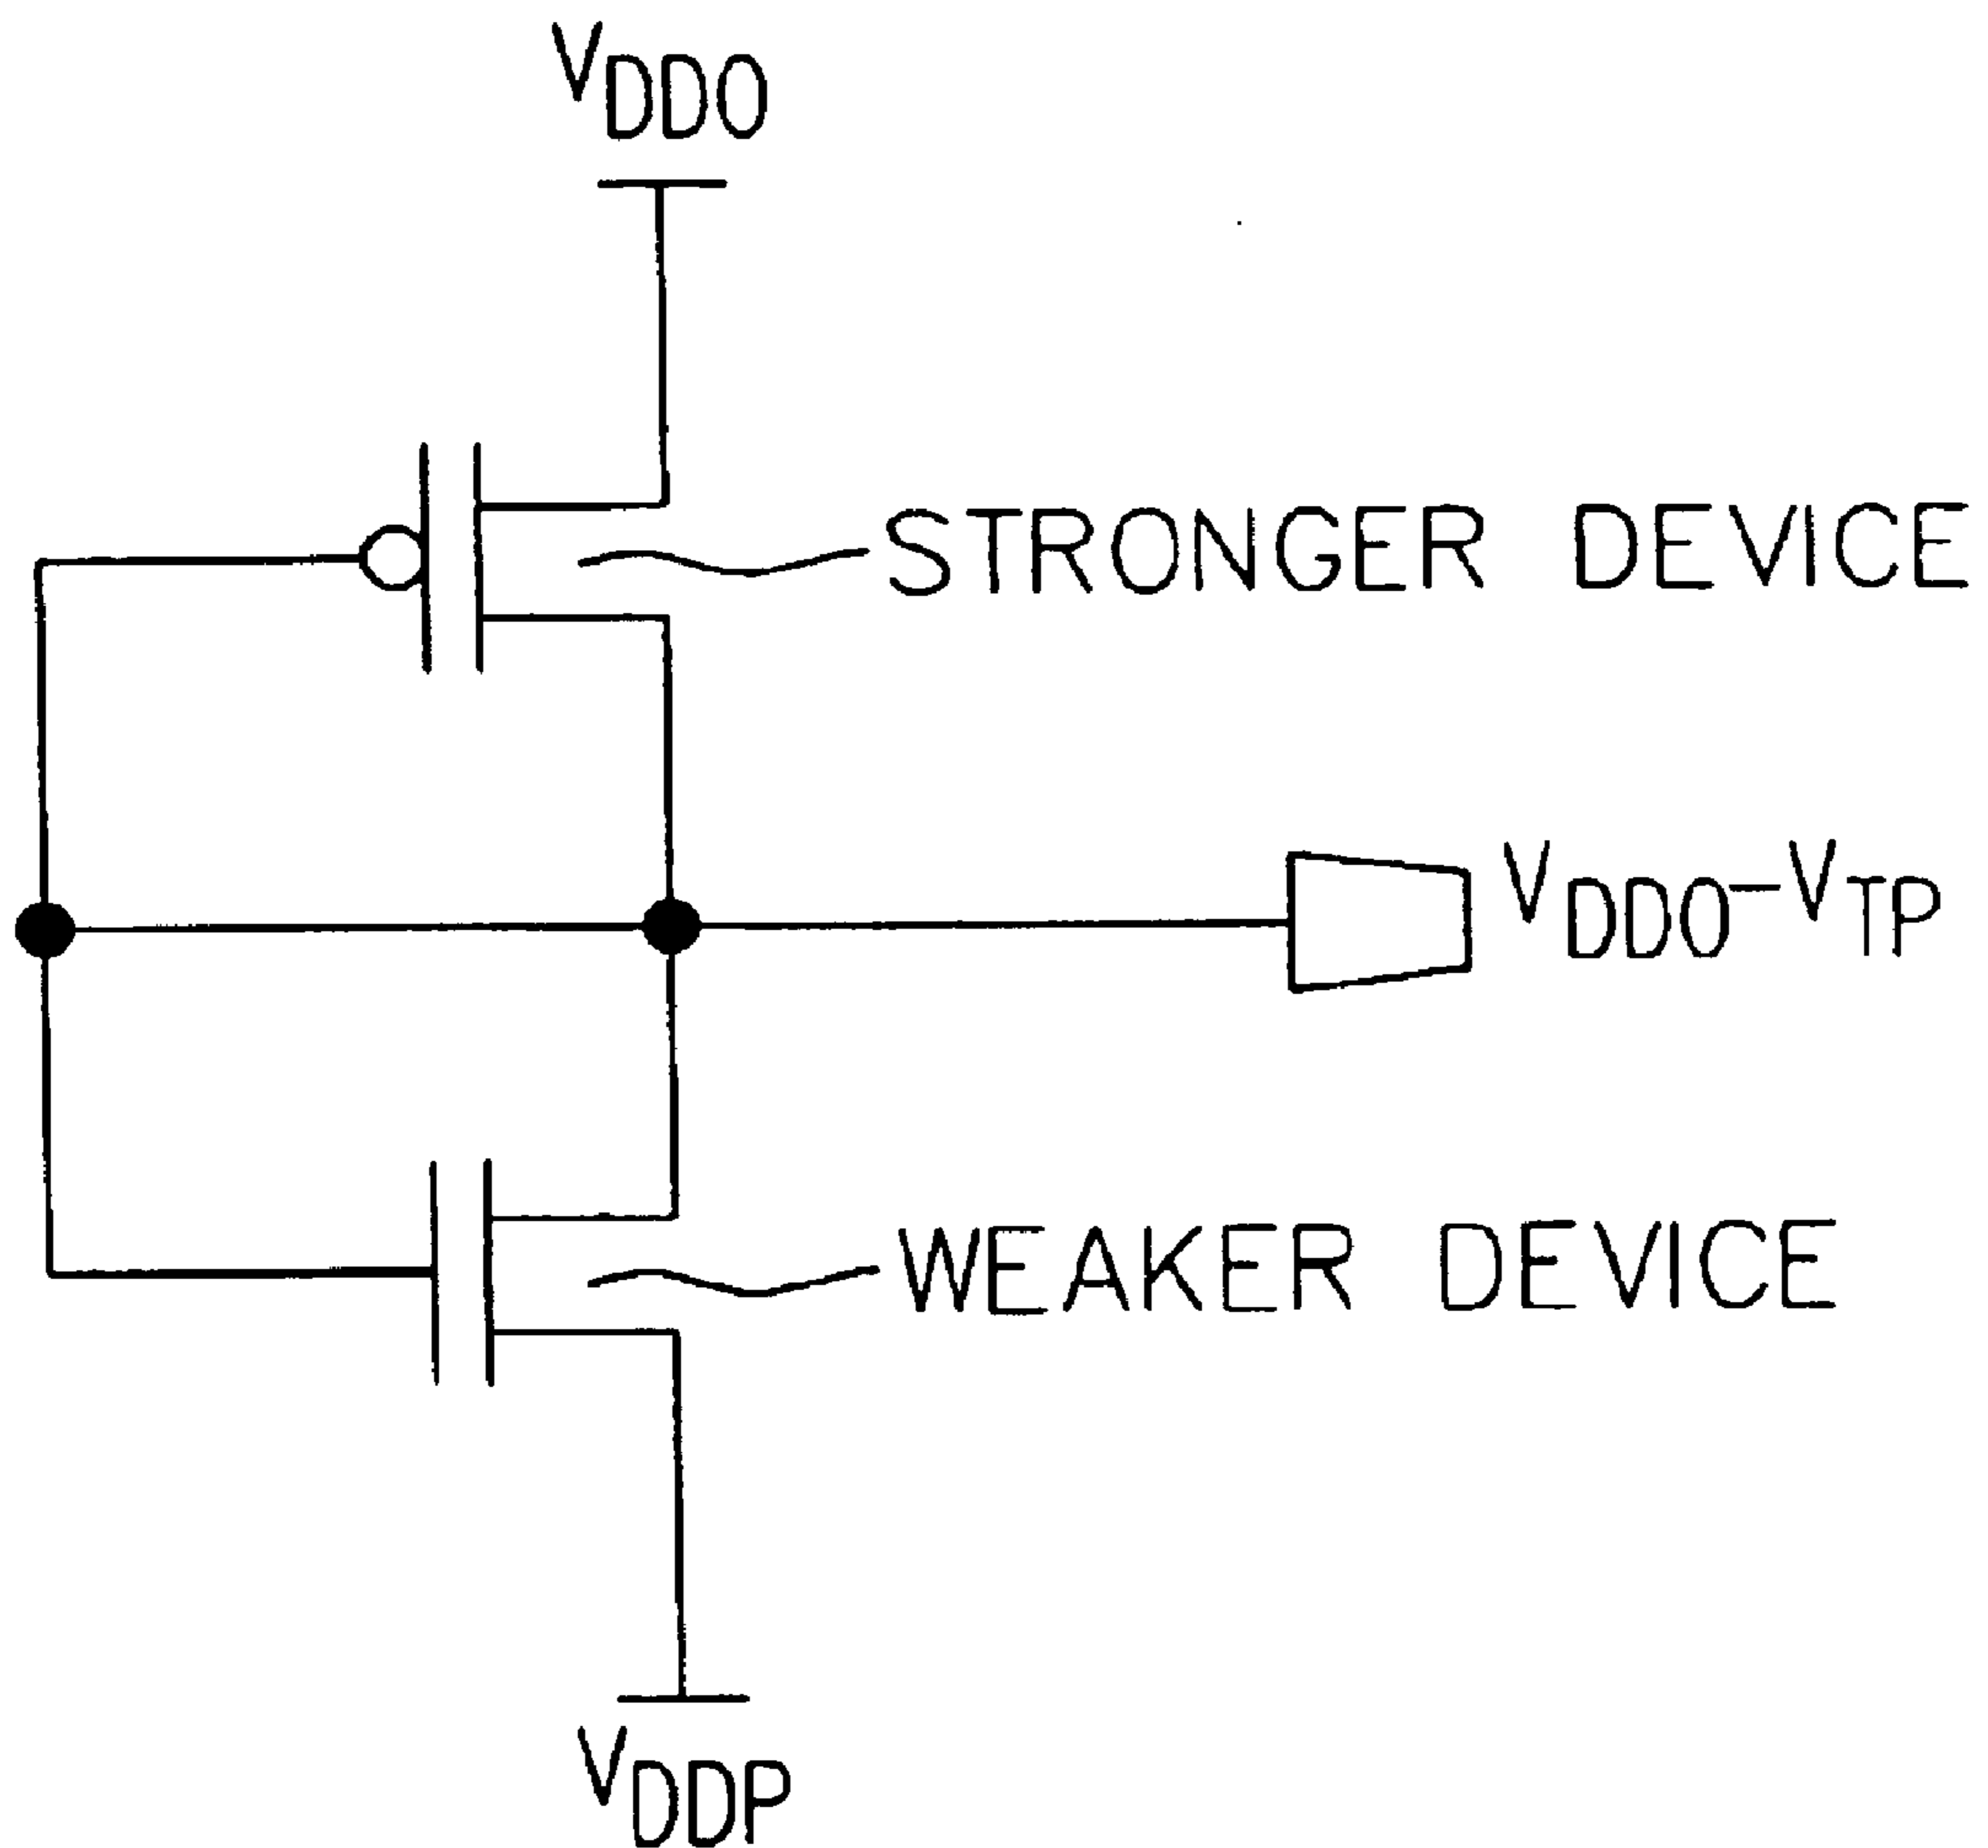 VDDO
STRONGER DEVICE
VDDO-VTP
WEAKER DEVICE
VDDP